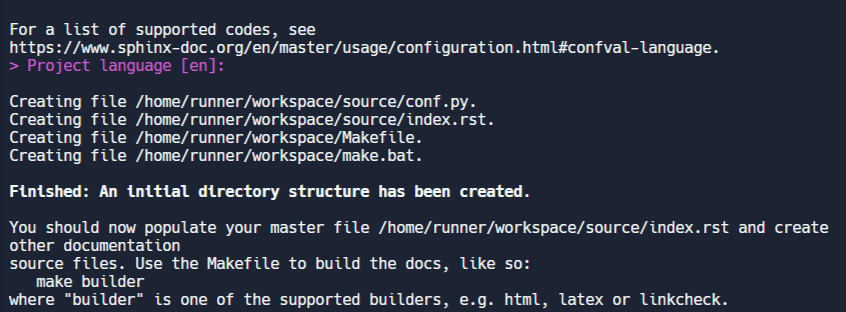 For a list of supported codes, see
https://www.sphinx-doc.org/en/master/usage/configuration.html#confval-language.
> Project language [en]:
Creating file /home/runner/workspace/source/conf.py.
Creating file /home/runner/workspace/source/index.rst.
Creating file /home/runner/workspace/Makefile.
Creating file /home/runner/workspace/make.bat.
Finished: An initial directory structure has been created.
You should now populate your master file /home/runner/workspace/source/index.rst and create
other documentation
source files. Use the Makefile to build the docs, like so:
   make builder
where "builder" is one of the supported builders, e.g. html, latex or linkcheck.